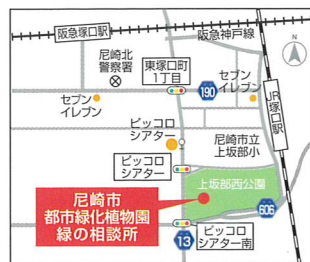 阪急塚口駅
阪急神戸線
N
尼崎北
警察署
東塚口町
1丁目
セブン
イレブン
190
セブン
イレブン
JR塚口駅
ピッコロ
シアター
尼崎市立
上坂部小
ピッコロ
シアター
上坂部西公園
尼崎市
都市緑化植物園
緑の相談所
606
13
ピッコロ
シアター南